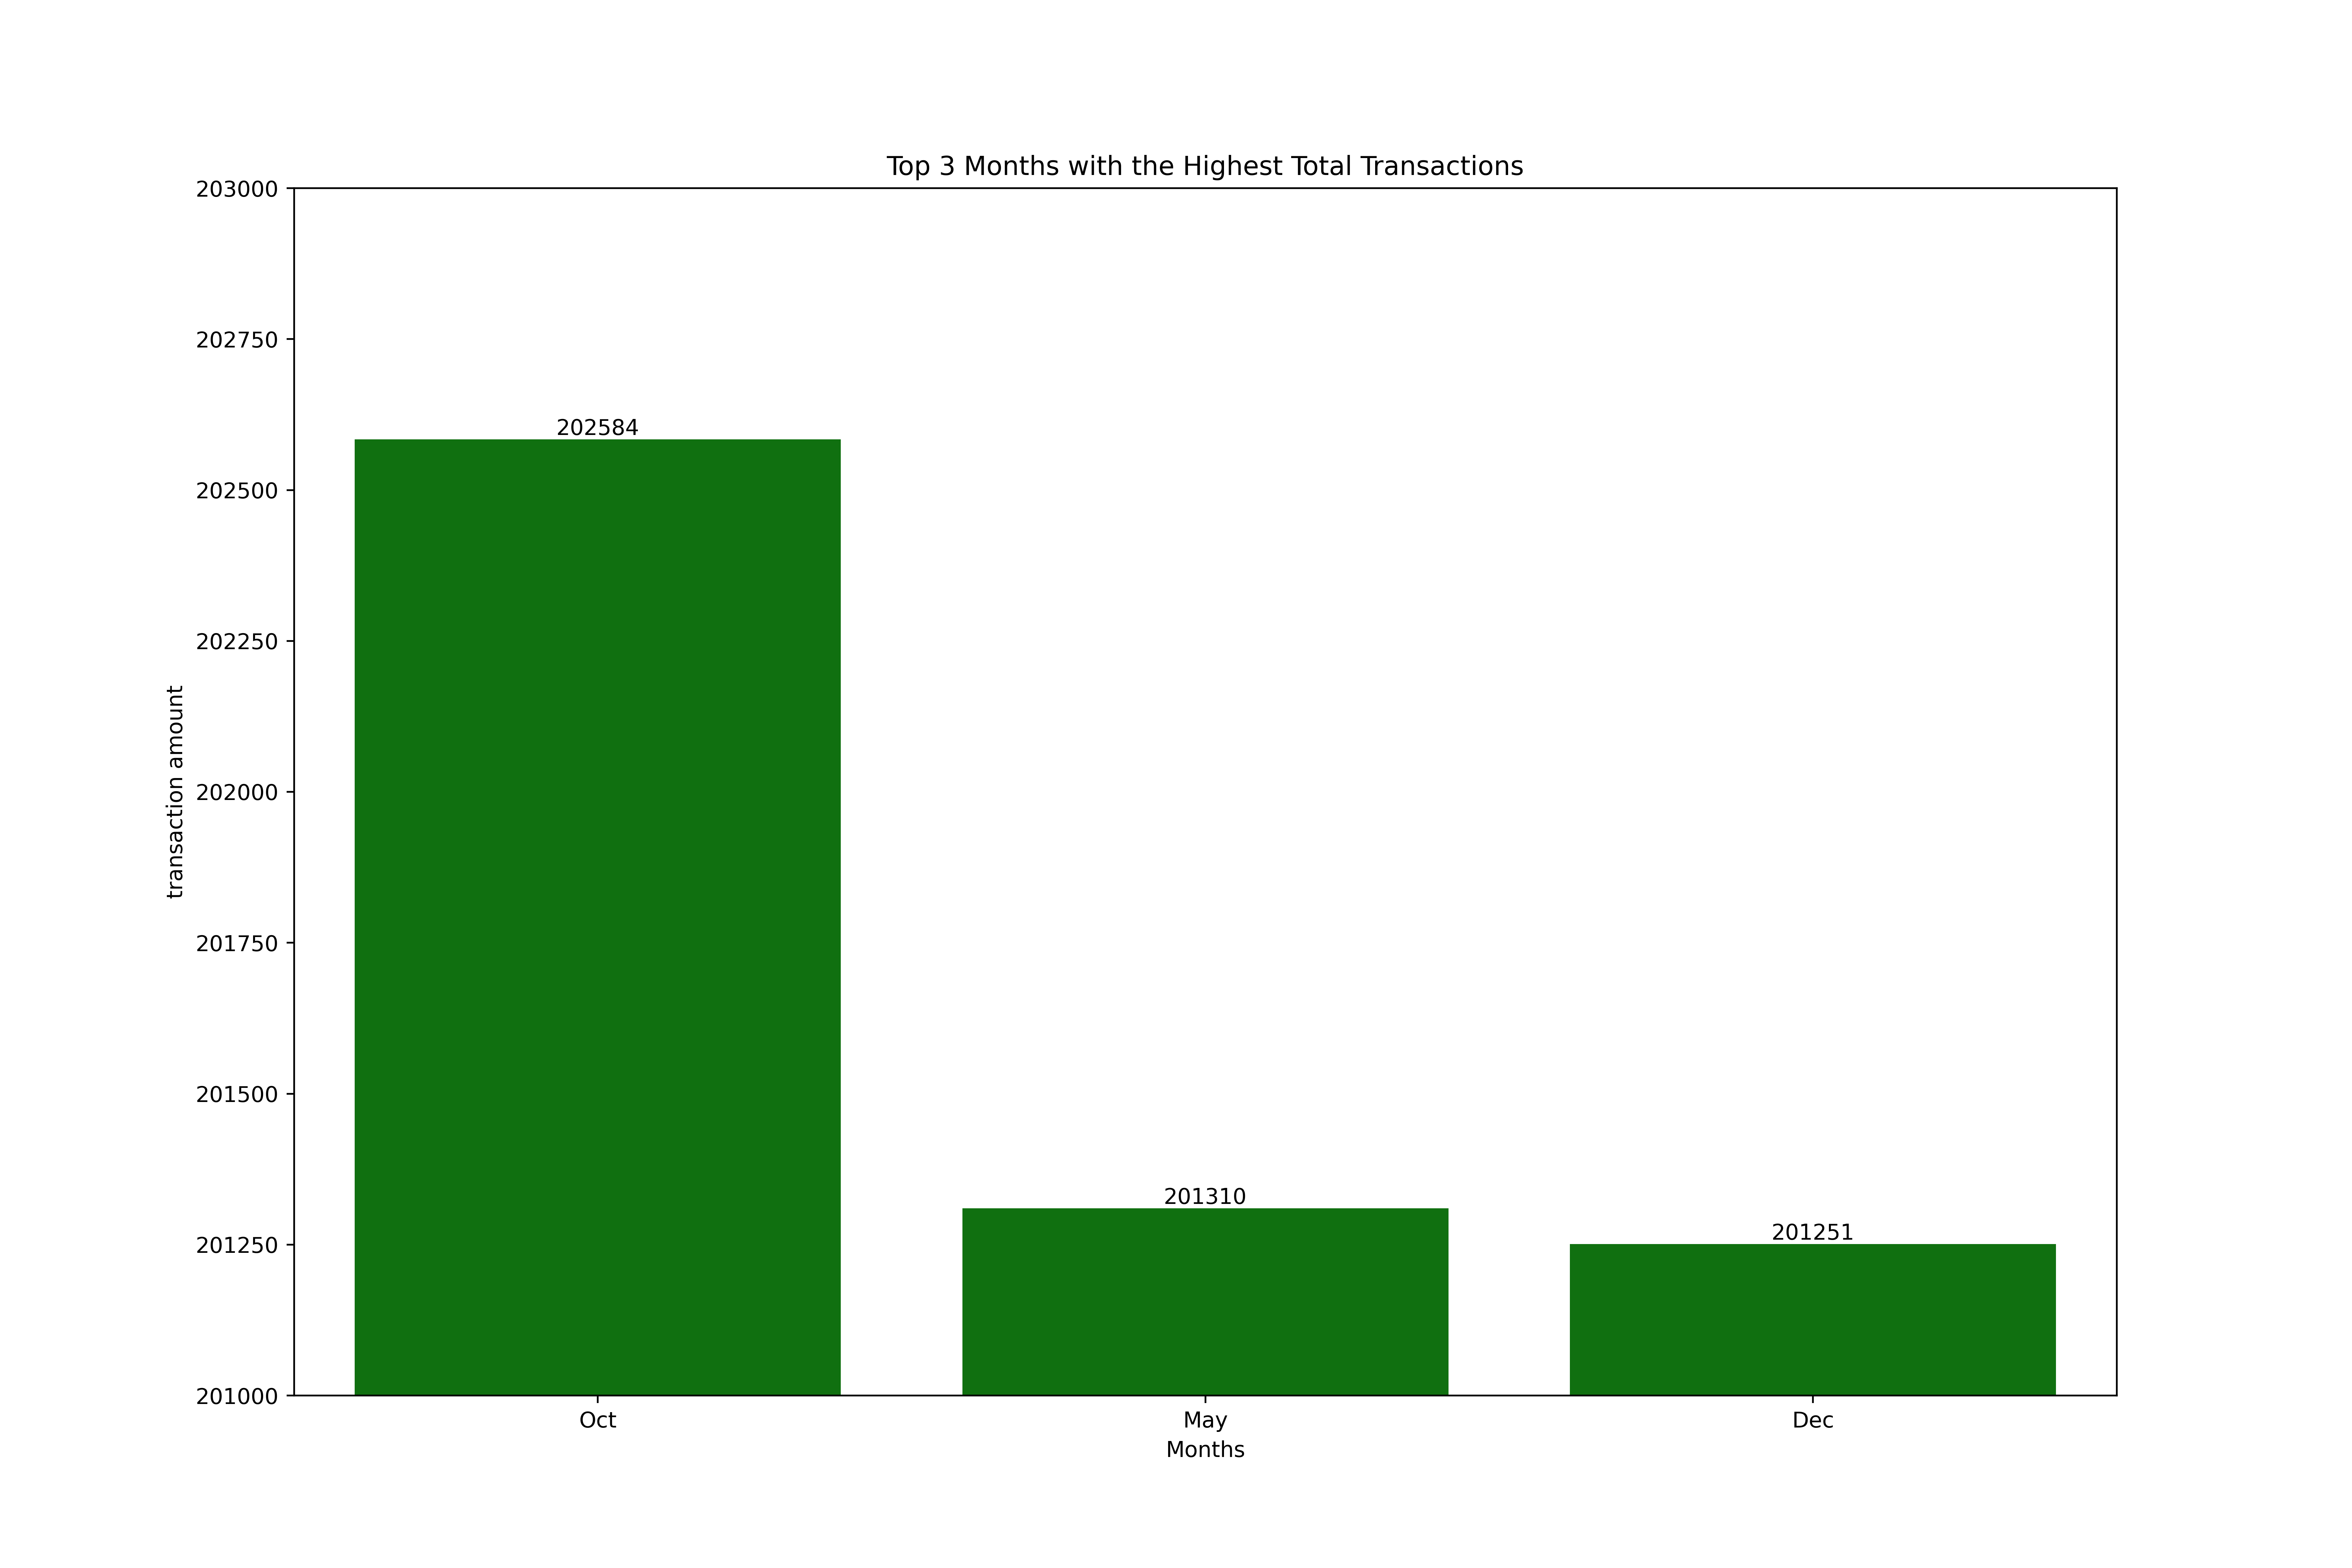 Top 3 Months with the Highest Total Transactions
203000
202750
202500
202250
202000
201750
201500
201250
201000
transaction amount
202584
201310
201251
Oct
May
Dec
Months